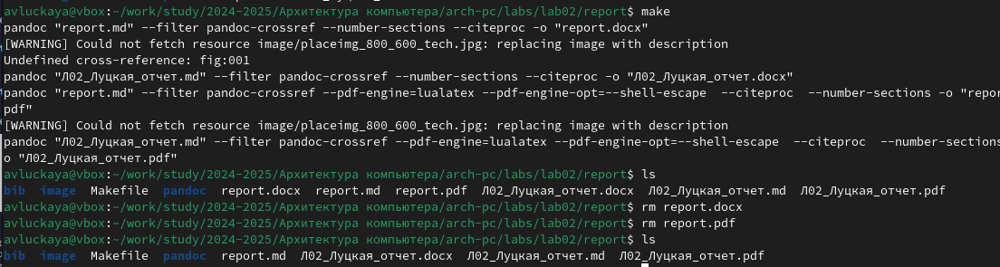 avluckaya@vbox:~/work/study/2024-2025/Архитектура компьютера/arch-pc/labs/lab02/report$ make
pandoc "report.md" --filter pandoc-crossref --number-sections --citeproc -o "report.docx"
[WARNING] Could not fetch resource image/placeimg_800_600_tech.jpg: replacing image with description
Undefined cross-reference: fig:001
pandoc "Л02_Луцкая_отчет.md" --filter pandoc-crossref --number-sections --citeproc -o "Л02_Луцкая_отчет.docx"
pandoc "report.md" --filter pandoc-crossref --pdf-engine=lualatex --pdf-engine-opt=--shell-escape  --citeproc  --number-sections -o "repor
pdf"
[WARNING] Could not fetch resource image/placeimg_800_600_tech.jpg: replacing image with description
pandoc "Л02_Луцкая_отчет.md" --filter pandoc-crossref --pdf-engine=lualatex --pdf-engine-opt=--shell-escape  --citeproc  --number-sections
o "Л02_Луцкая_отчет.pdf"
avluckaya@vbox:~/work/study/2024-2025/Архитектура компьютера/arch-pc/labs/lab02/report$ ls
bib  image  Makefile  pandoc  report.docx  report.md  report.pdf  Л02_Луцкая_отчет.docx  Л02_Луцкая_отчет.md  Л02_Луцкая_отчет.pdf
avluckaya@vbox:~/work/study/2024-2025/Архитектура компьютера/arch-pc/labs/lab02/report$ rm report.docx
avluckaya@vbox:~/work/study/2024-2025/Архитектура компьютера/arch-pc/labs/lab02/report$ rm report.pdf
avluckaya@vbox:~/work/study/2024-2025/Архитектура компьютера/arch-pc/labs/lab02/report$ ls
bib  image  Makefile  pandoc  report.md  Л02_Луцкая_отчет.docx  Л02_Луцкая_отчет.md  Л02_Луцкая_отчет.pdf